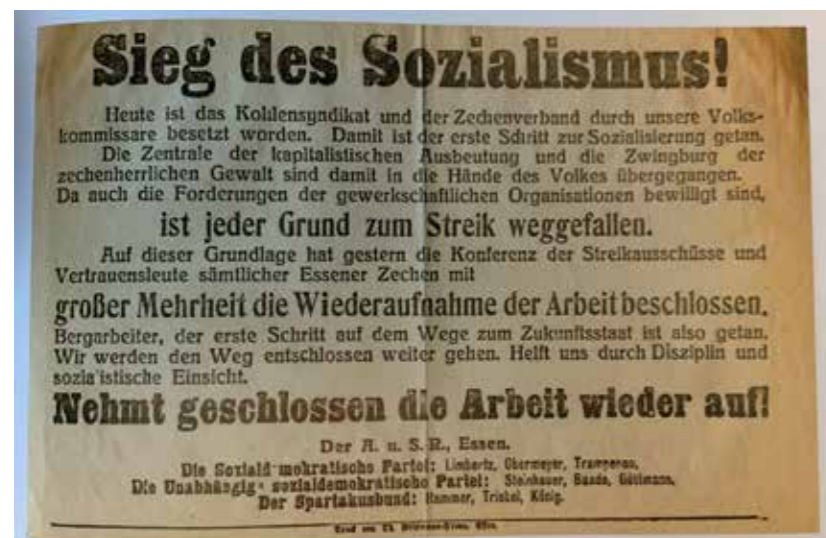 Sieg des Sozialismus!
Heute ist das Kohlensyndikat und der Zechenverband durch unsere Volks-
kommissare besetzt worden. Damit ist der erste Schritt zur Sozialisierung getan.
Die Zentrale der kapitalistischen Ausbeutung und die Zwingburg der
zechenherrlichen Gewalt sind damit in die Hände des Volkes übergegangen.
Da auch die Forderungen der gewerkschaftlichen Organisationen bewilligt sind,
ist jeder Grund zum Streik weggefallen.
Auf dieser Grundlage hat gestern die Konferenz der Streikausschüsse und
Vertrauensleute sämtlicher Essener Zechen mit
großer Mehrheit die Wiederaufnahme der Arbeit beschlossen.
Bergarbeiter, der erste Schritt auf dem Wege zum Zukunftsstaat ist also getan.
Wir werden den Weg entschlossen weiter gehen. Helft uns durch Disziplin und
sozia istische Einsicht.
Nehmt geschlossen die Arbeit wieder auf!
Der A. u. S. R., Essen.
Die Soziald mokratische Partei: Limbertz, Obermeyer,
Die Unabhängig sozialdemokratische Partei: Steinhauer, Baade,
Der Spartakusbund: Hammer, Triebel, König.